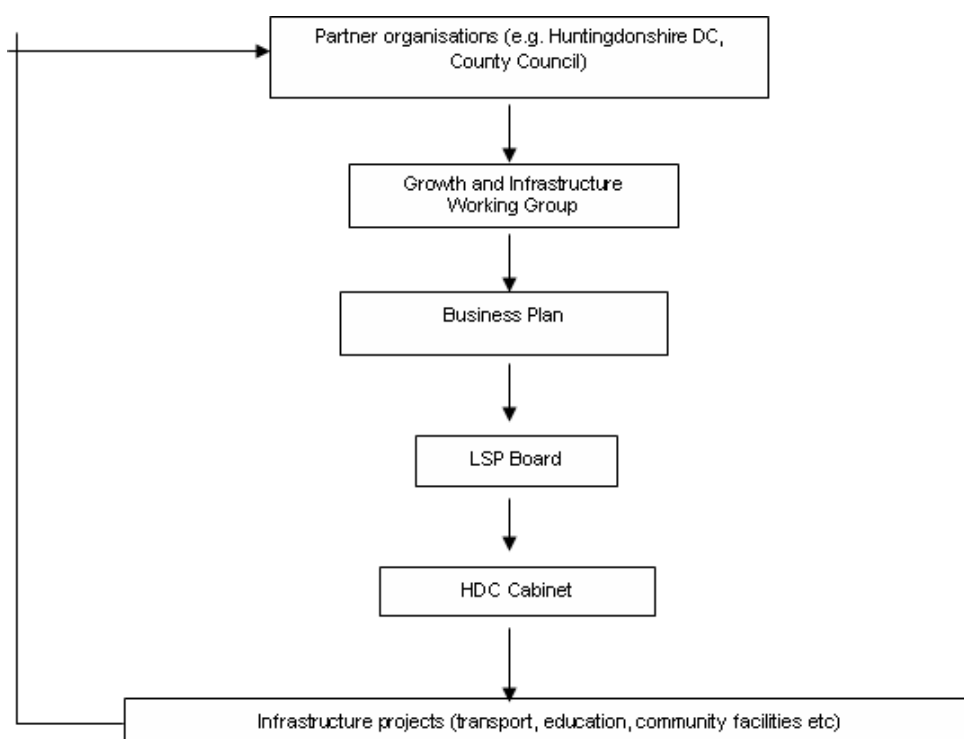 Partner organisations (e.g. Huntingdonshire DC,
County Council)
Growth and Infrastructure
Working Group
Business Plan
LSP Board
HDC Cabinet
Infrastructure projects (transport, education, community facilities etc)